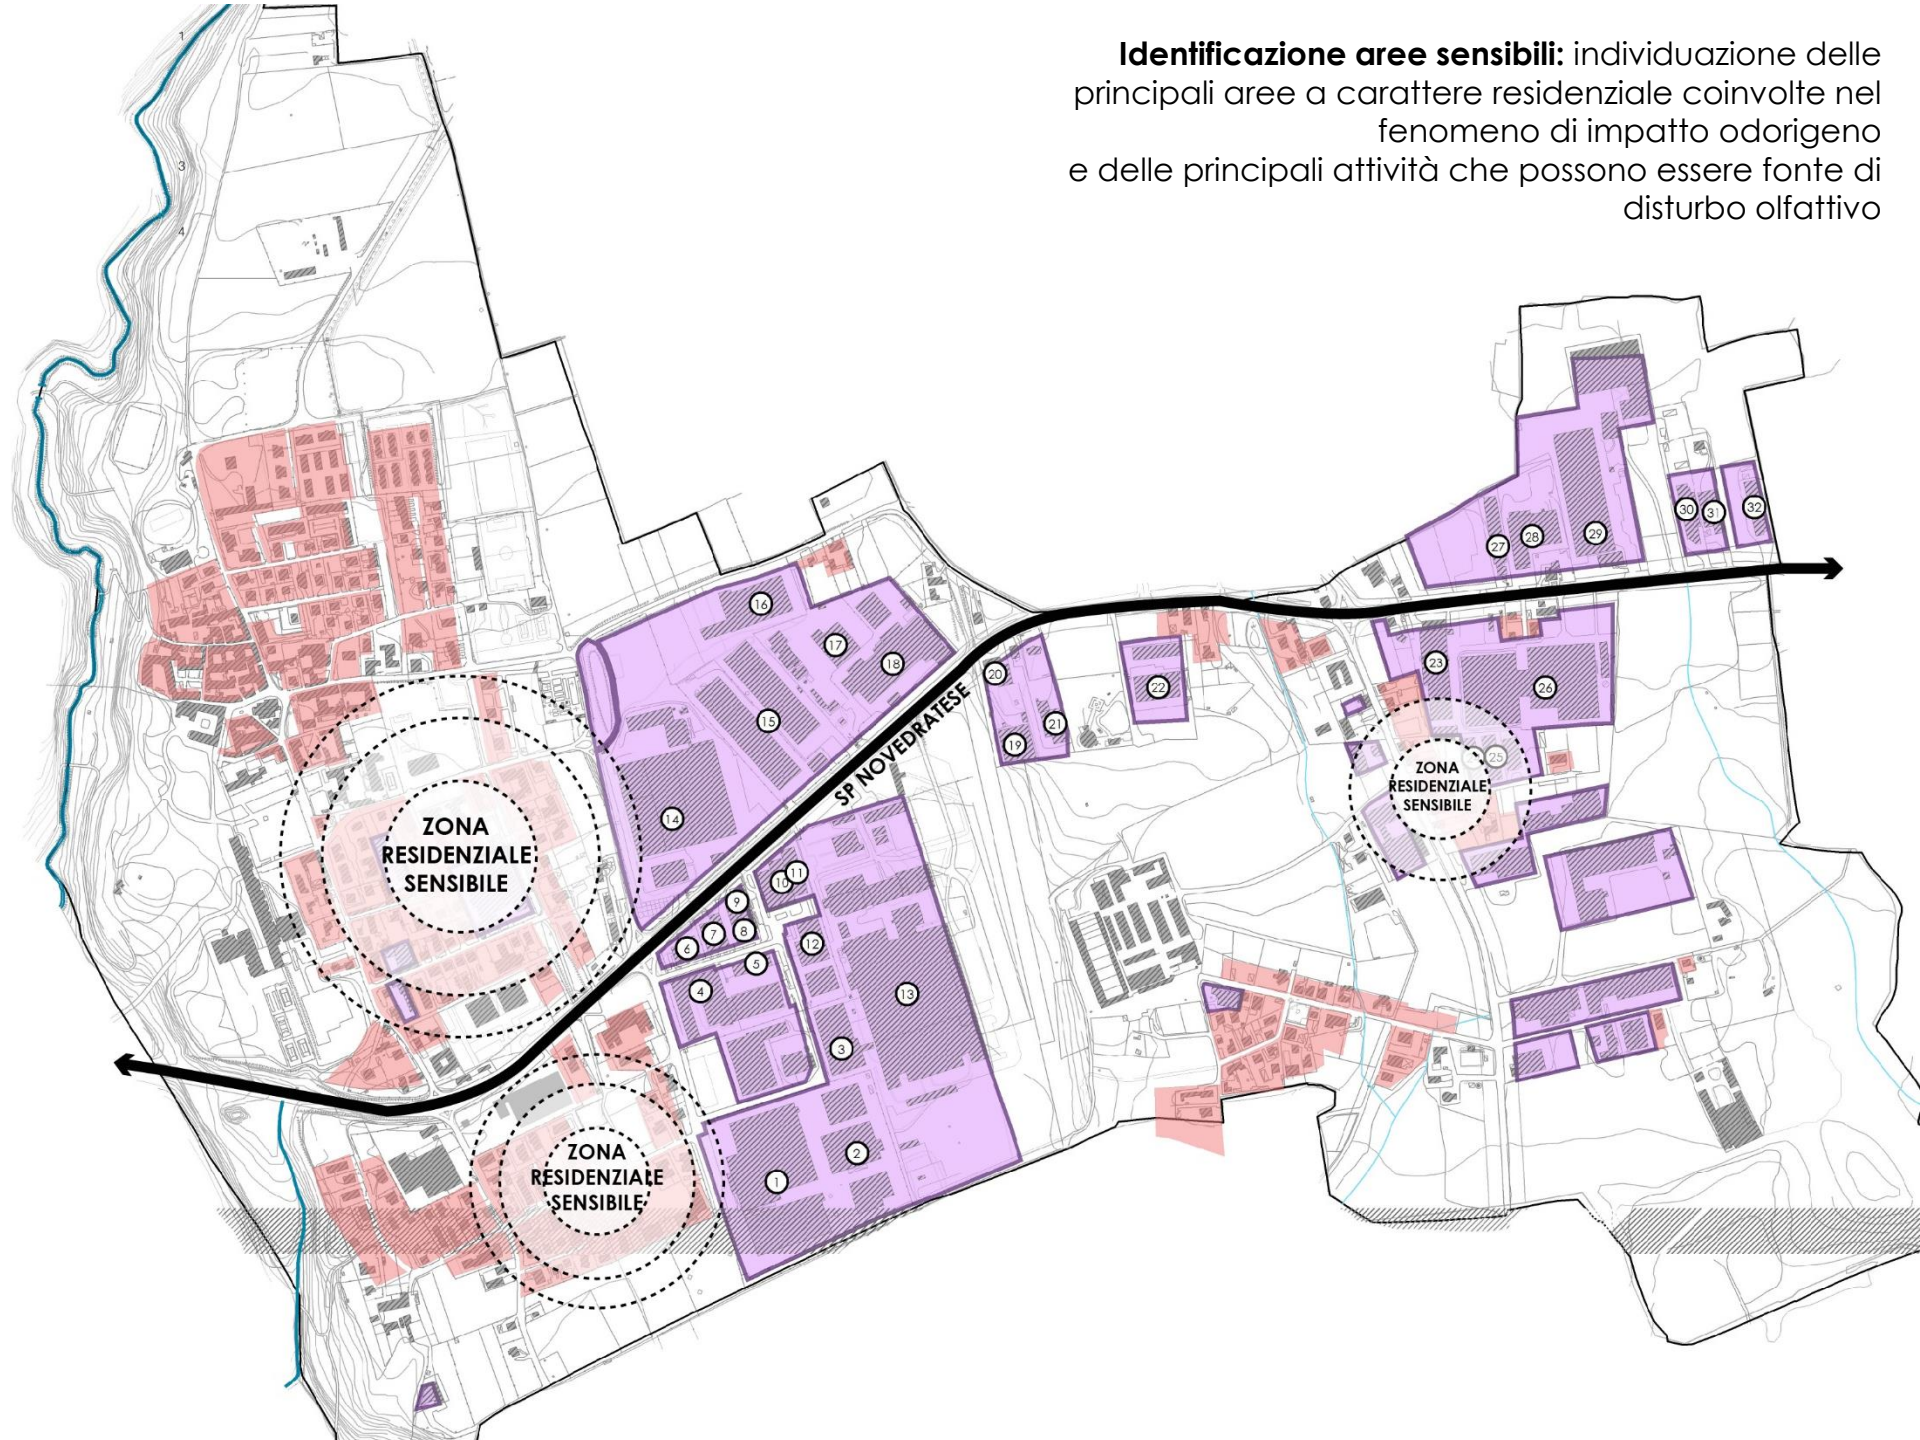 Identificazione aree sensibili: individuazione delle
principali aree a carattere residenziale coinvolte nel
fenomeno di impatto odorigeno
e delle principali attività che possono essere fonte di
disturbo olfattivo
1
3
4
16
17
18
15
14
SP NOVEDRATESE
20
19
21
22
27
28
29
30
31
32
23
26
25
ZONA
RESIDENZIALE
SENSIBILE
ZONA
RESIDENZIALE
SENSIBILE
10
11
9
8
7
6
5
4
12
13
3
2
1
ZONA
RESIDENZIALE
SENSIBILE